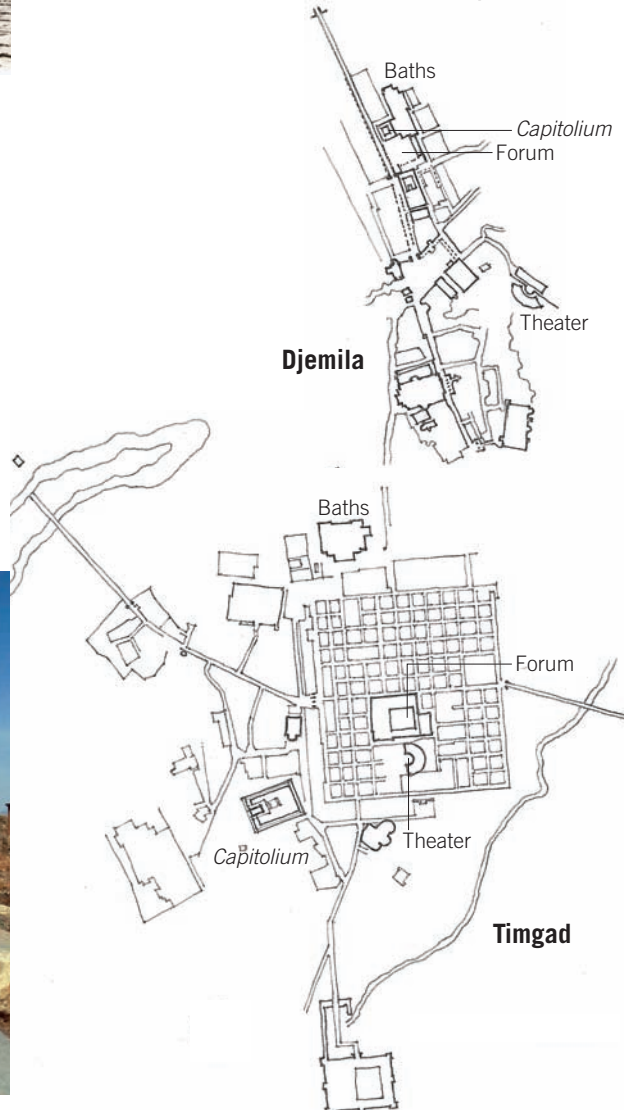 Baths
Capitolium
Forum
Theater
Djemila
Baths
Forum
Capitolium
Theater
Timgad